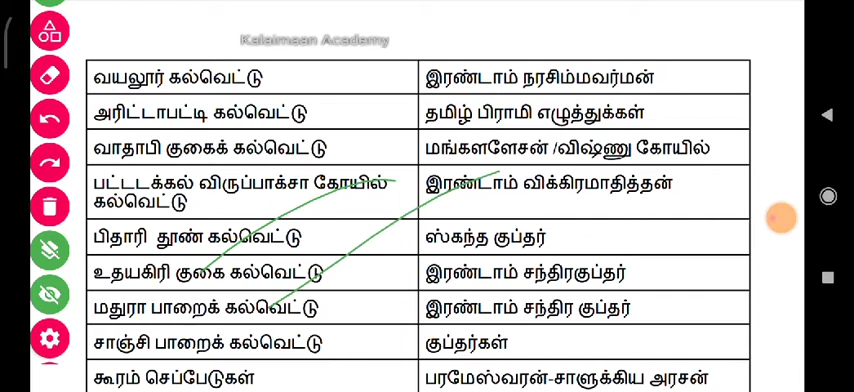 Kalaimaan Academy
வயலூர் கல்வெட்டு இரண்டாம் நரசிம்மவர்மன்
அரிட்டாபட்டி கல்வெட்டு தமிழ் பிராமி எழுத்துக்கள்
வாதாபி குகைக் கல்வெட்டு மங்களளேசன் /விஷ்ணு கோயில்
பட்டடக்கல் விருப்பாக்சா கோயில் இரண்டாம் விக்கிரமாதித்தன்
கல்வெட்டு
பிதாரி தூண் கல்வெட்டு ஸ்கந்த குப்தர்
உதயகிரி குகை கல்வெட்டு இரண்டாம் சந்திரகுப்தர்
மதுரா பாறைக் கல்வெட்டு இரண்டாம் சந்திர குப்தர்
சாஞ்சி பாறைக் கல்வெட்டு குப்தர்கள்
கூரம் செப்பேடுகள் பரமேஸ்வரன்-சாளுக்கிய அரசன்